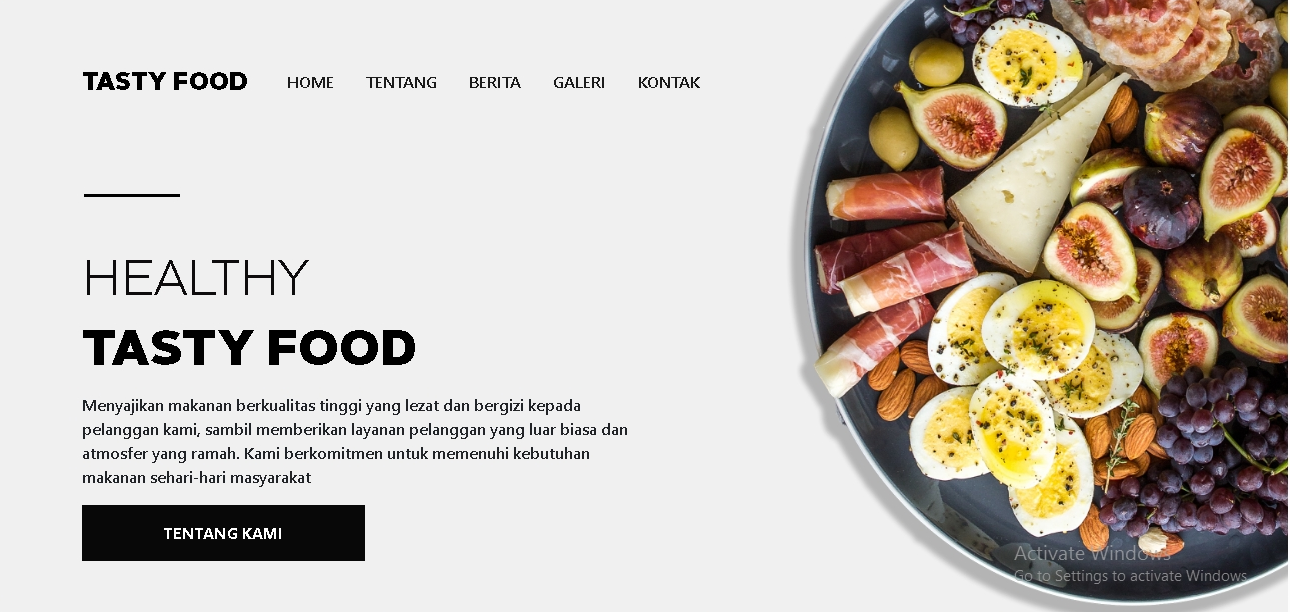 TASTY FOOD HOME TENTANG BERITA GALERI KONTAK
HEALTHY
TASTY FOOD
Menyajikan makanan berkualitas tinggi yang lezat dan bergizi kepada
pelanggan kami, sambil memberikan layanan pelanggan yang luar biasa dan
atmosfer yang ramah. Kami berkomitmen untuk memenuhi kebutuhan
makanan sehari-hari masyarakat
TENTANG KAMI
Activate Windows
Go to Settings to activate Windows